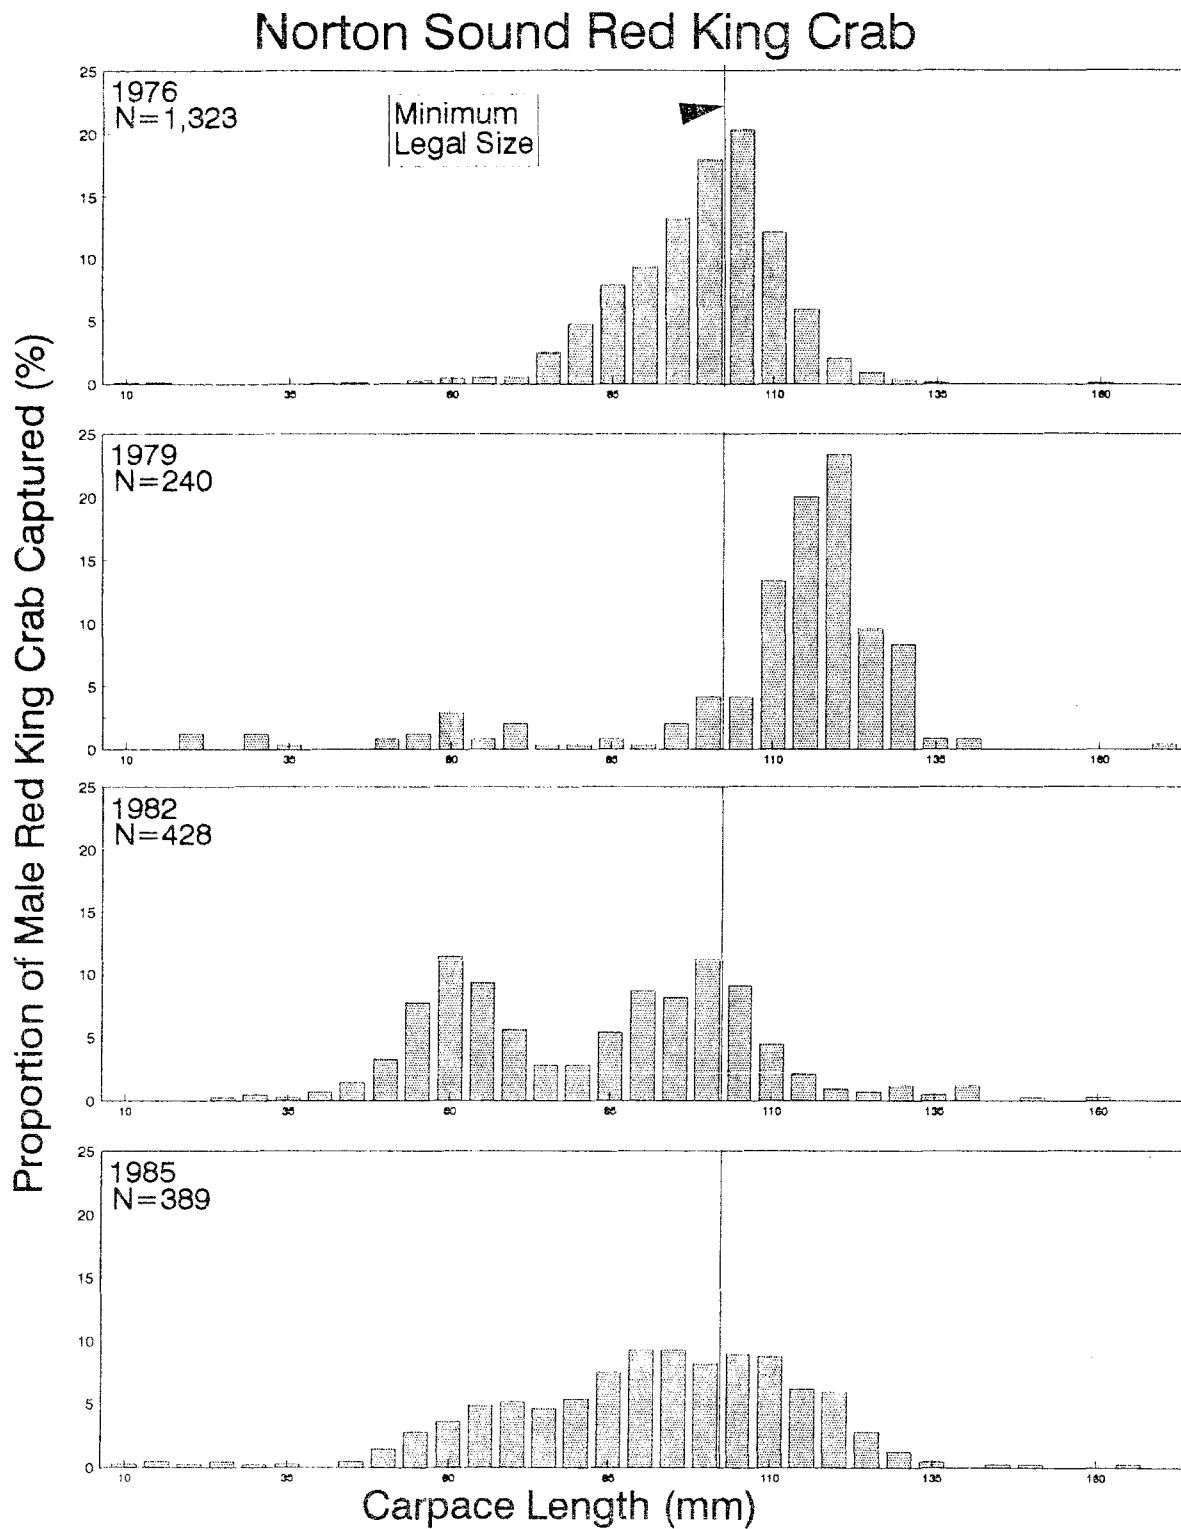 Norton Sound Red King Crab
Proportion of Male Red King Crab Captured (%)
25
20
15
10
5
0
1976
N=1,323
Minimum
Legal Size
10 35 60 85 110 135 160
25
20
15
10
5
0
1979
N=240
10 35 60 85 110 135 160
25
20
15
10
5
0
1982
N=428
10 35 60 85 110 135 160
25
20
15
10
5
0
1985
N=389
10 35 60 85 110 135 160
Carpace Length (mm)